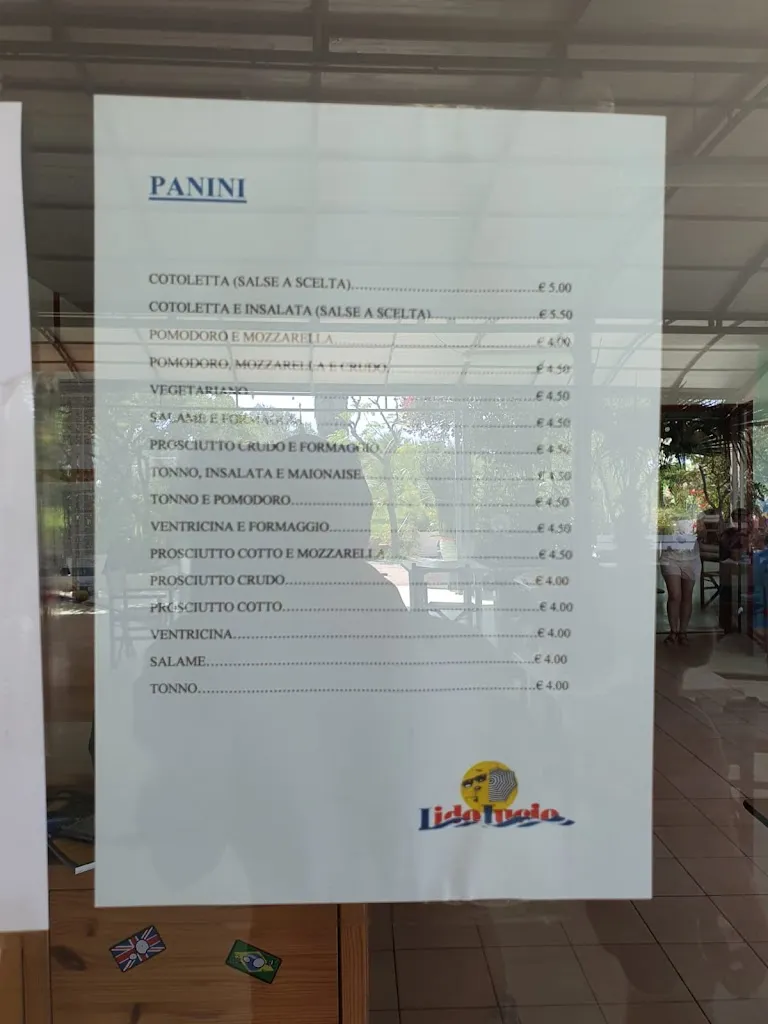 PANINI
COTOLETTA (SALSE A SCELTA)..........................................€ 5.00
COTOLETTA E INSALATA (SALSE A SCELTA)........................€ 5.50
POMODORO E MOZZARELLA..............................................€ 4.00
POMODORO, MOZZARELLA E CRUDO..................................€ 4.50
VEGETARIANO................................................................€ 4.50
SALAME E FORMAGGIO....................................................€ 4.50
PROSCIUTTO CRUDO E FORMAGGIO..................................€ 4.50
TONNO, INSALATA E MAIONAISE.......................................€ 4.50
TONNO E POMODORO......................................................€ 4.50
VENTRICINA E FORMAGGIO..............................................€ 4.50
PROSCIUTTO COTTO E MOZZARELLA.................................€ 4.50
PROSCIUTTO CRUDO.......................................................€ 4.00
PROSCIUTTO COTTO.......................................................€ 4.00
VENTRICINA..................................................................€ 4.00
SALAME.......................................................................€ 4.00
TONNO........................................................................€ 4.00
Lido Lucio